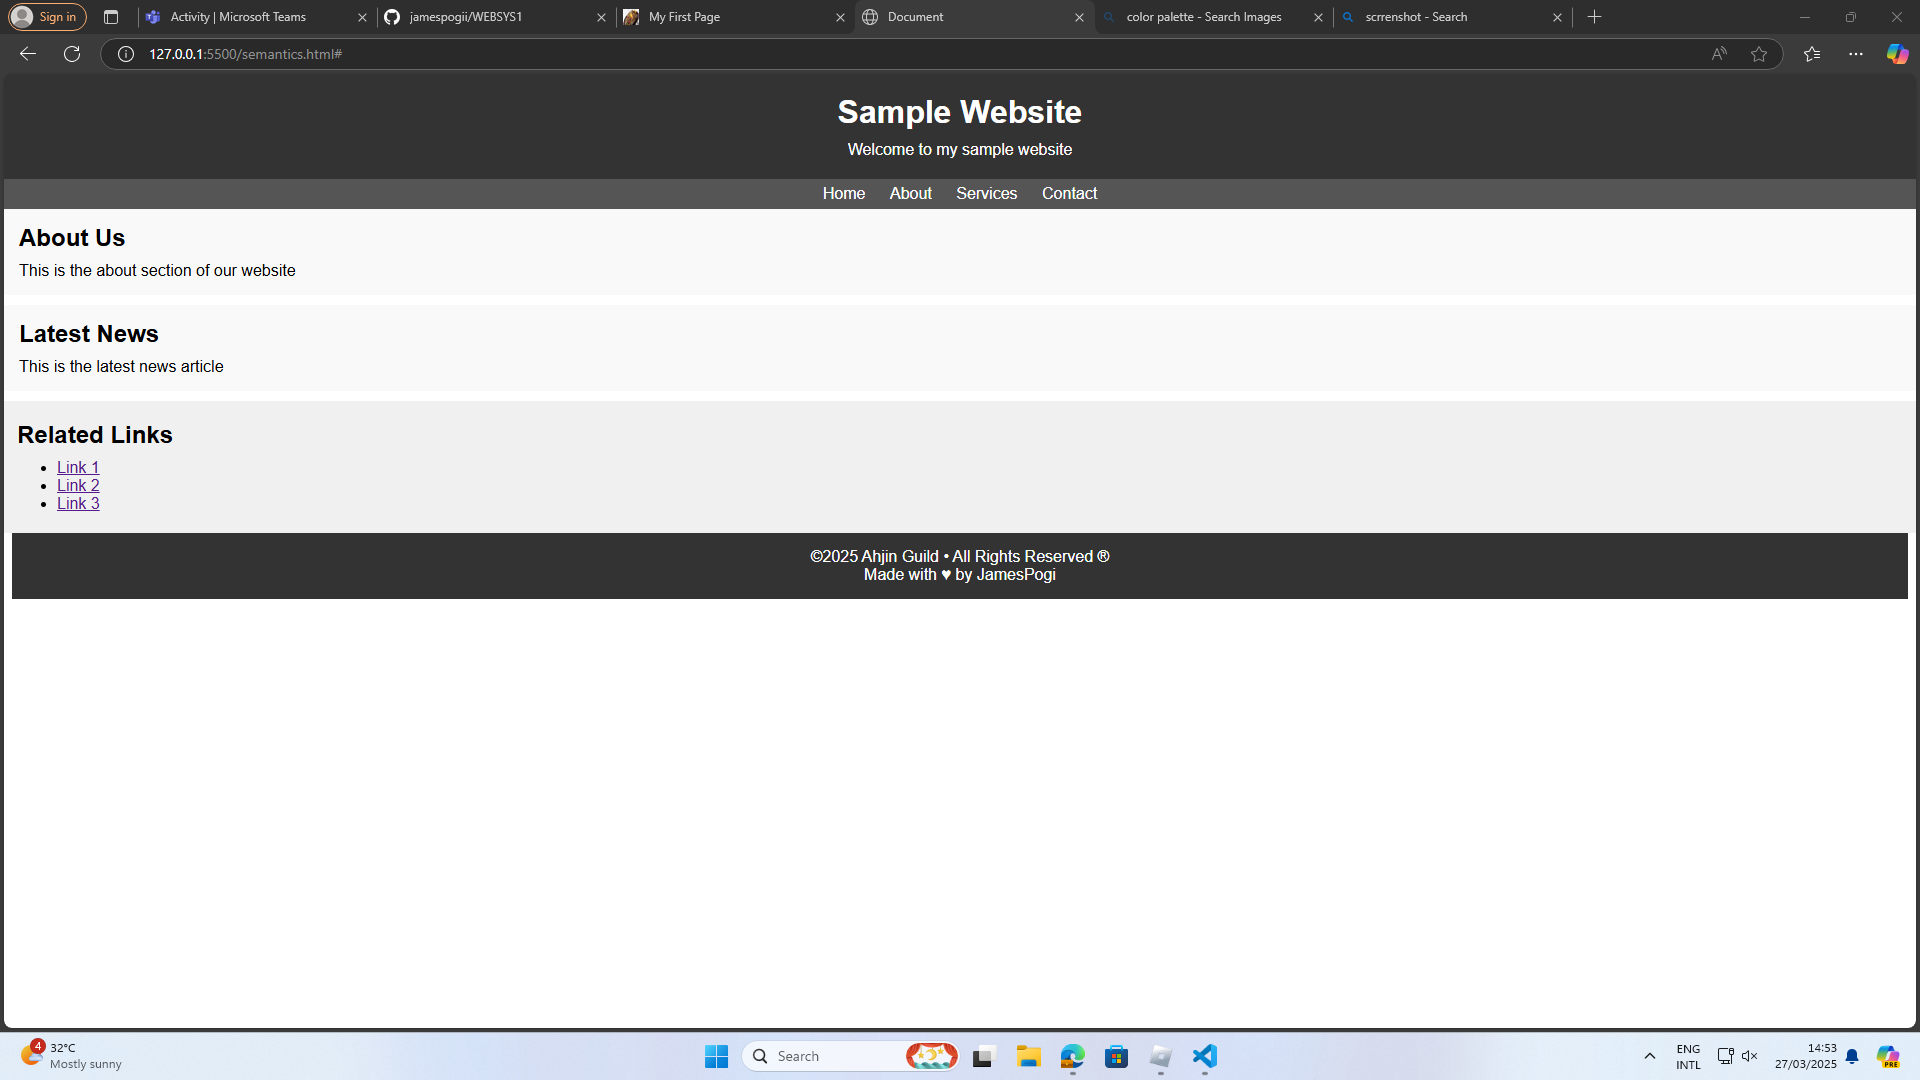 Sign in
Activity | Microsoft Teams
jamespogii/WEBSYS1
My First Page
Document
color palette - Search Images
scrrenshot - Search
127.0.0.1:5500/semantics.html#
Sample Website
Welcome to my sample website
Home About Services Contact
About Us
This is the about section of our website
Latest News
This is the latest news article
Related Links
• Link 1
• Link 2
• Link 3
©2025 Ahjin Guild • All Rights Reserved ®
Made with ♥ by JamesPogi
4
32°C
Mostly sunny
Search
ENG
INTL
14:53
27/03/2025
PRE